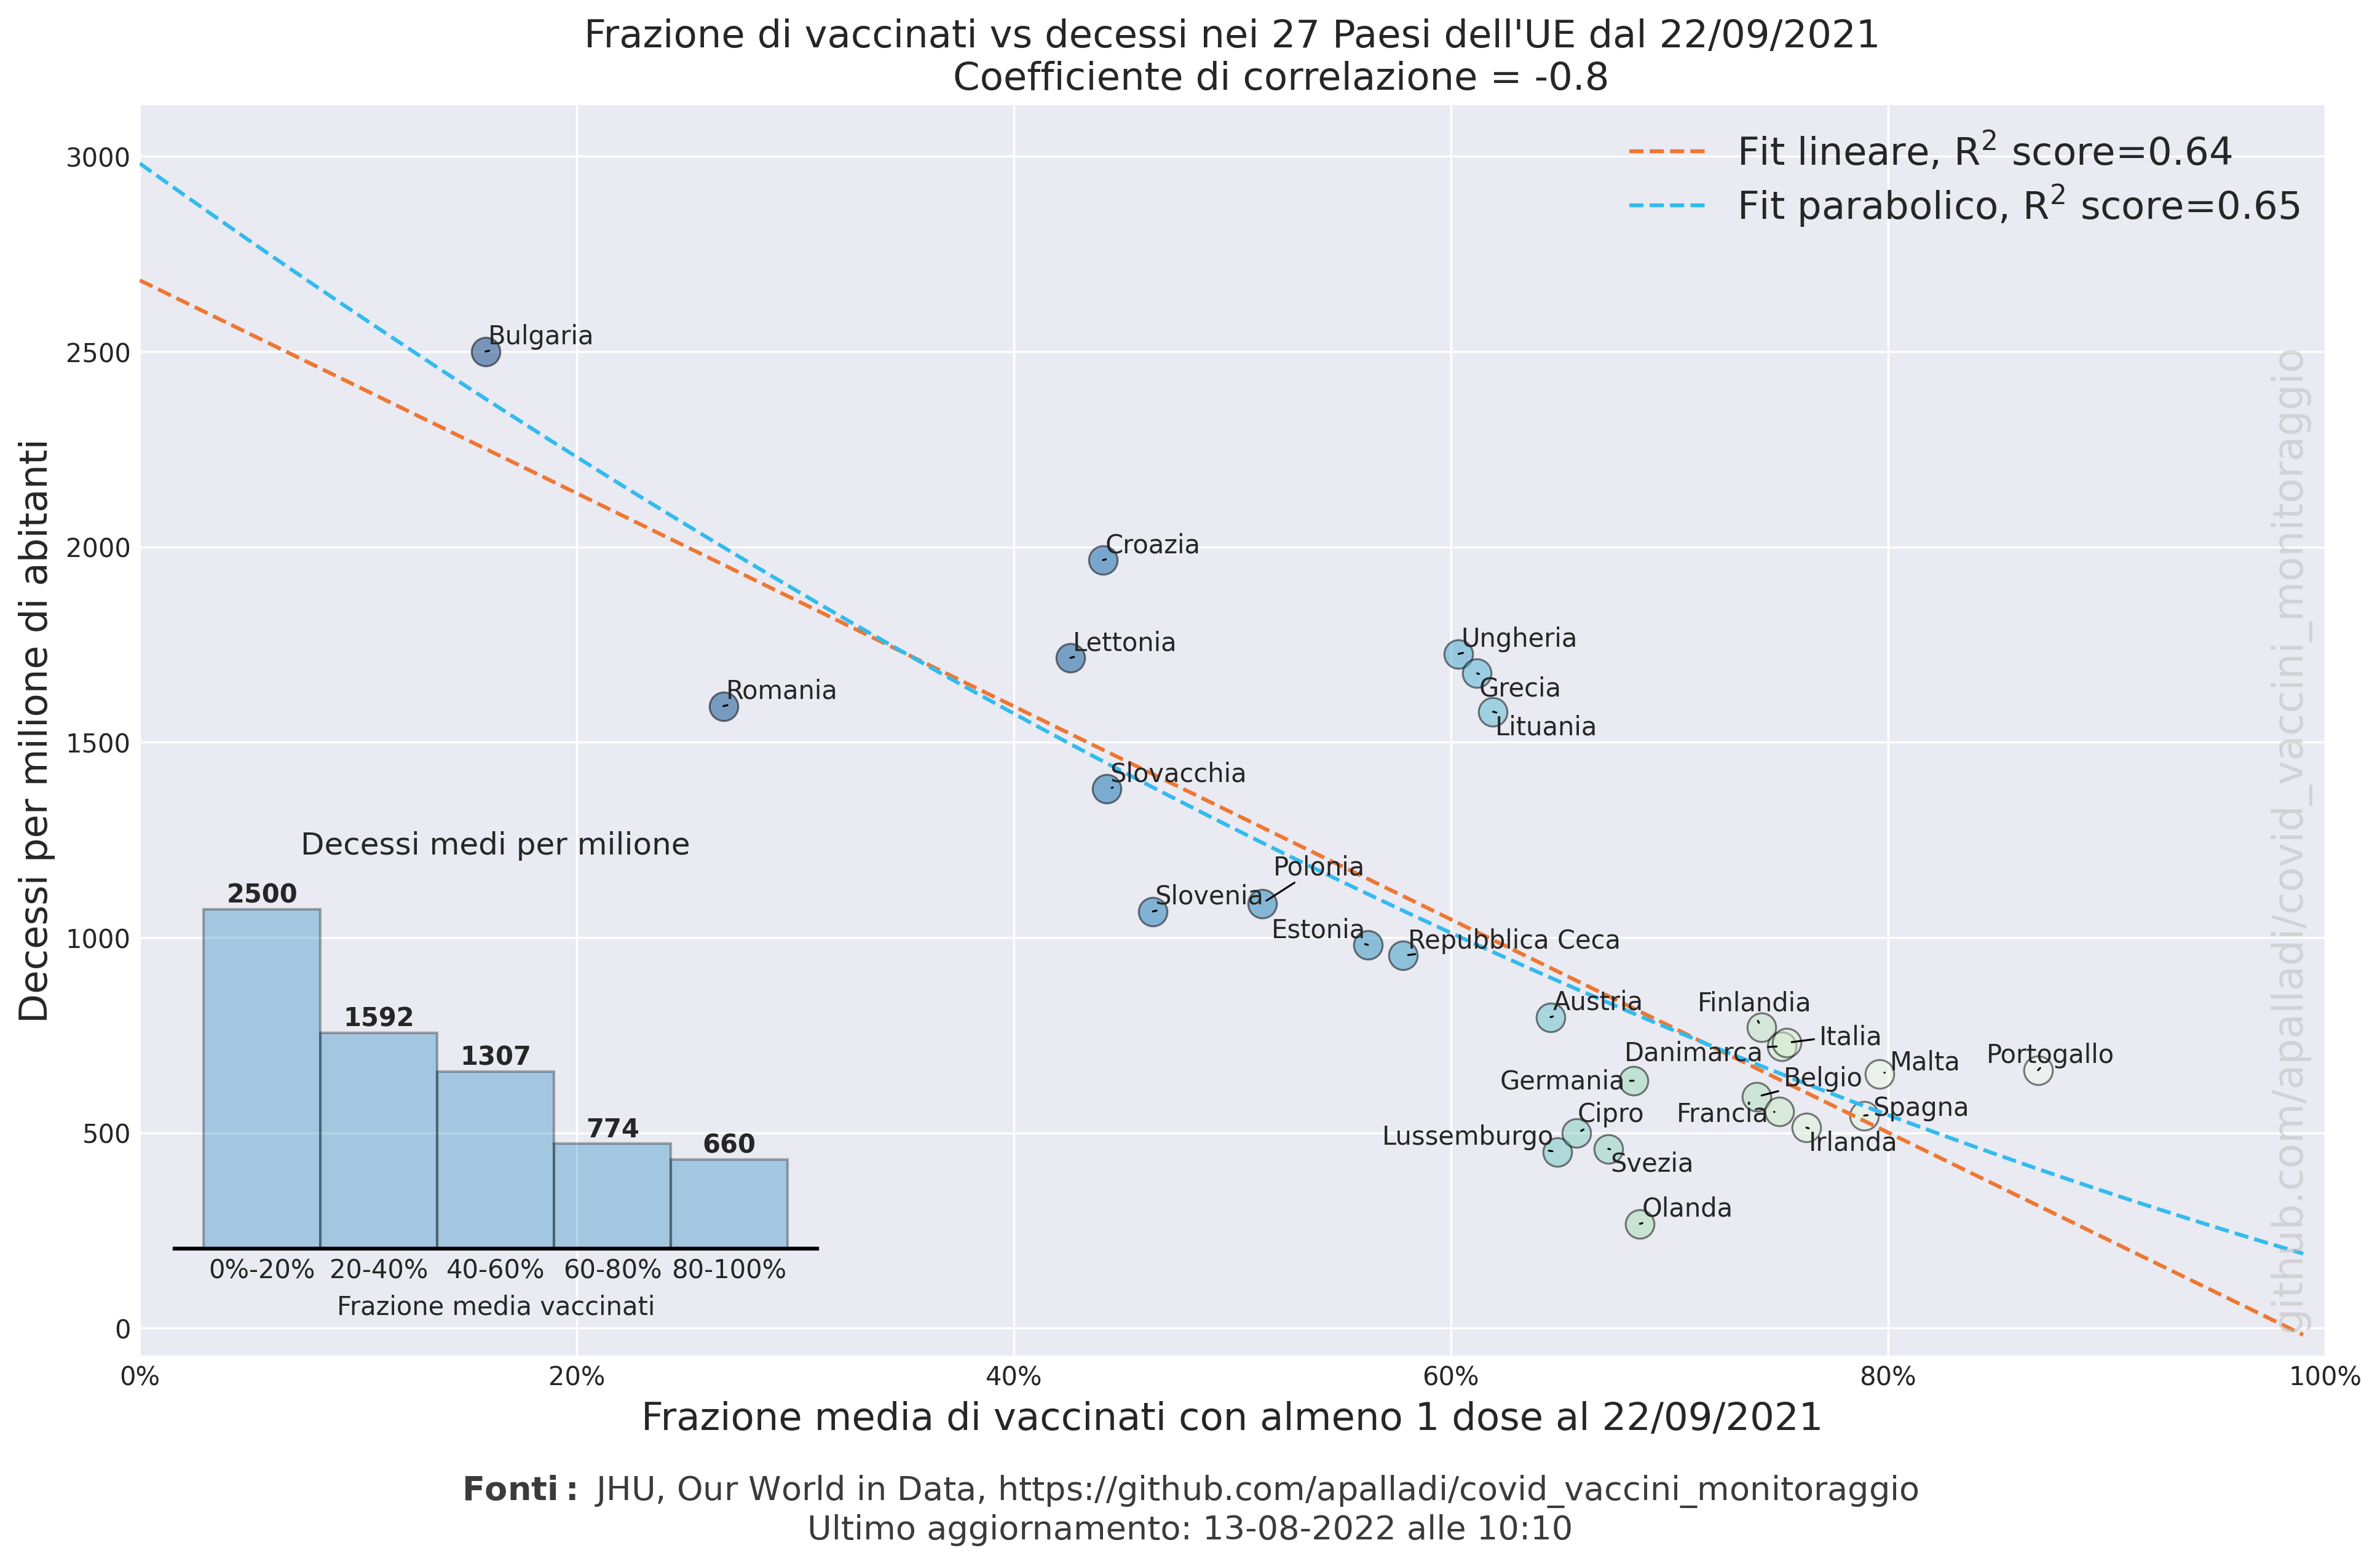 Frazione di vaccinati vs decessi nei 27 Paesi dell'UE dal 22/09/2021
Coefficiente di correlazione = -0.8
Fit lineare, R² score=0.64
Fit parabolico, R² score=0.65
Decessi per milione di abitanti
3000
2500
2000
1500
1000
500
0
Bulgaria
Croazia
Lettonia
Ungheria
Romania
Grecia
Lituania
Slovacchia
Polonia
Slovenia
Estonia
Repubblica Ceca
Austria
Finlandia
Italia
Danimarca
Portogallo
Malta
Germania
Belgio
Cipro
Francia
Spagna
Lussemburgo
Irlanda
Svezia
Olanda
Decessi medi per milione
2500
1592
1307
774
660
0%-20% 20-40% 40-60% 60-80% 80-100%
Frazione media vaccinati
github.com/apalladi/covid_vaccini_monitoraggio
0% 20% 40% 60% 80% 100%
Frazione media di vaccinati con almeno 1 dose al 22/09/2021
Fonti: JHU, Our World in Data, https://github.com/apalladi/covid_vaccini_monitoraggio
Ultimo aggiornamento: 13-08-2022 alle 10:10